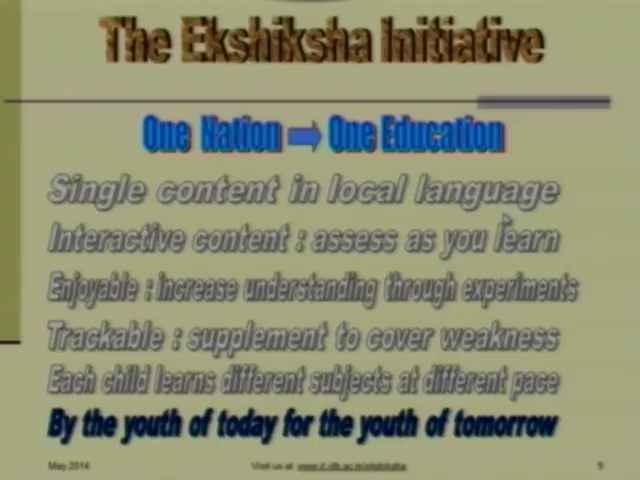 The Ekshiksha Initiative
One Nation ➡ One Education
Single content in local language
Interactive content : assess as you learn
Enjoyable : increase understanding through experiments
Trackable : supplement to cover weakness
Each child learns different subjects at different pace
By the youth of today for the youth of tomorrow
May 2014
Visit us at
9